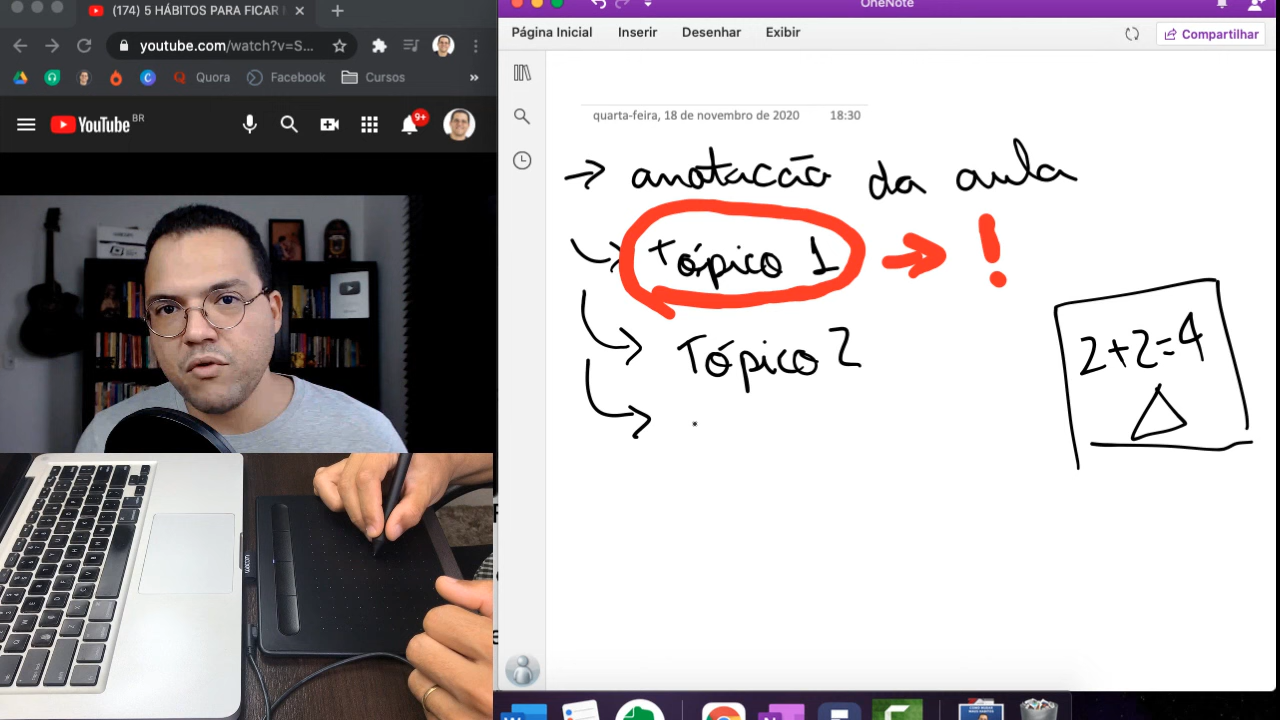 (174) 5 HÁBITOS PARA FICAR
youtube.com/watch?v=S...
Quora
Facebook
Cursos
»
YouTube BR
9+
OneNote
Página Inicial
Inserir
Desenhar
Exibir
Compartilhar
quarta-feira, 18 de novembro de 2020 18:30
→ anotacão da aula
Tópico 1 → !
Tópico 2
2+2=4
wacom